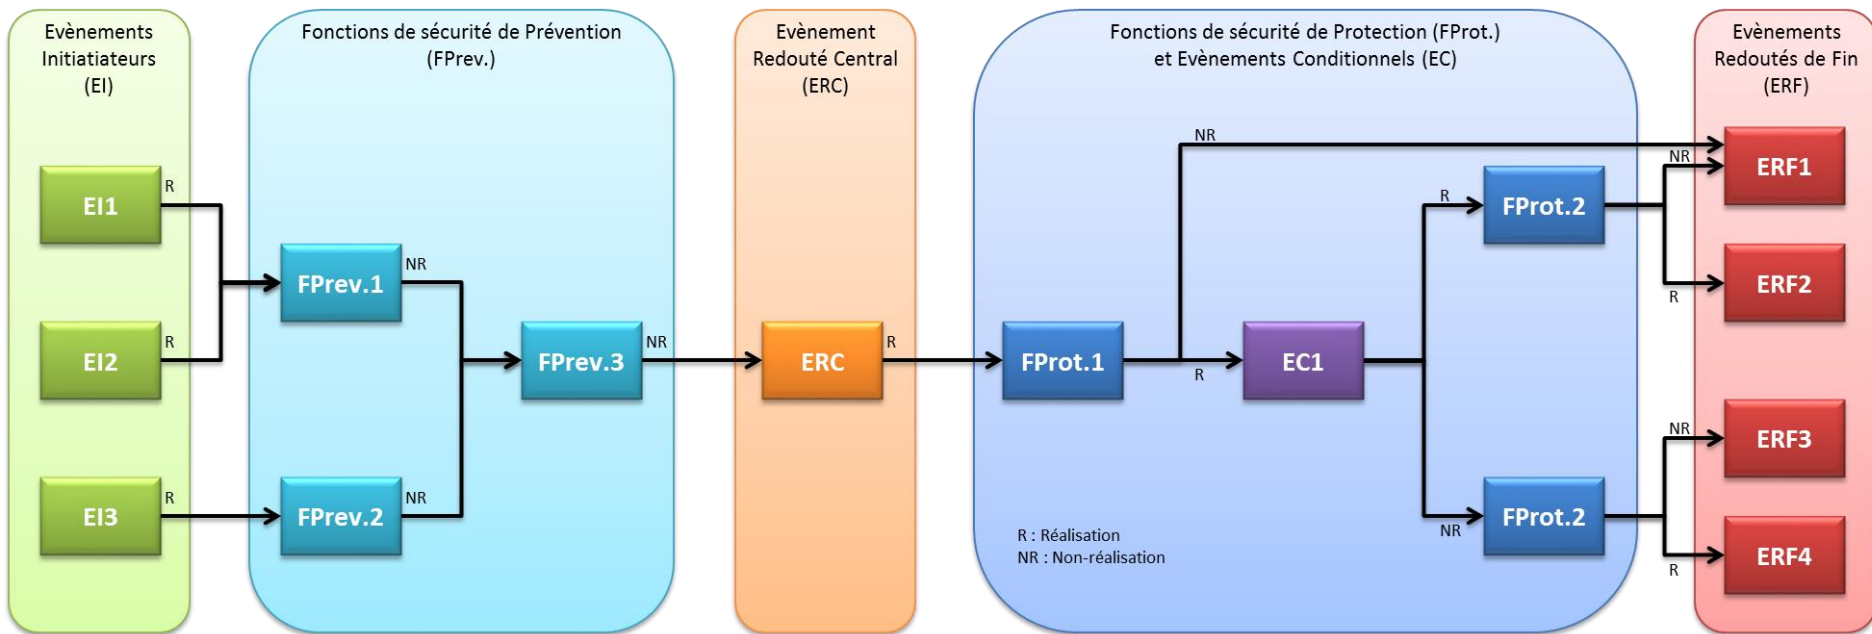 Evènements
Initiatiateurs
(EI)
Fonctions de sécurité de Prévention
(FPrev.)
Evènement
Redouté Central
(ERC)
Fonctions de sécurité de Protection (FProt.)
et Evènements Conditionnels (EC)
Evènements
Redoutés de Fin
(ERF)
EI1
R
EI2
R
EI3
R
FPrev.1
NR
FPrev.2
NR
FPrev.3
NR
ERC
R
FProt.1
NR
R
EC1
R
NR
FProt.2
NR
R
FProt.2
NR
R
ERF1
ERF2
ERF3
ERF4
R : Réalisation
NR : Non-réalisation